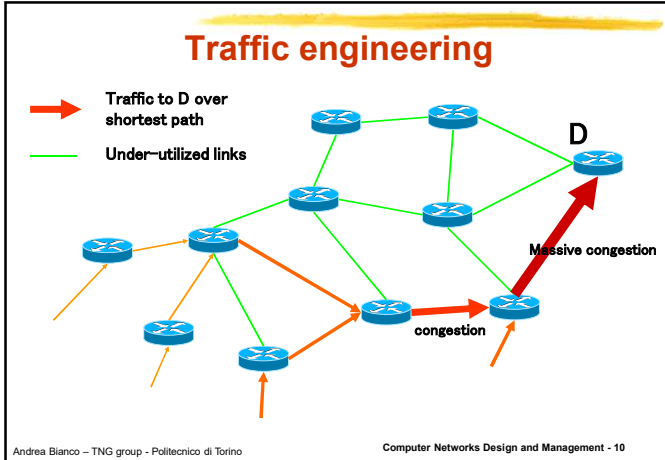 Traffic engineering
Traffic to D over
shortest path
Under-utilized links
D
Massive congestion
congestion
Andrea Bianco – TNG group - Politecnico di Torino
Computer Networks Design and Management - 10